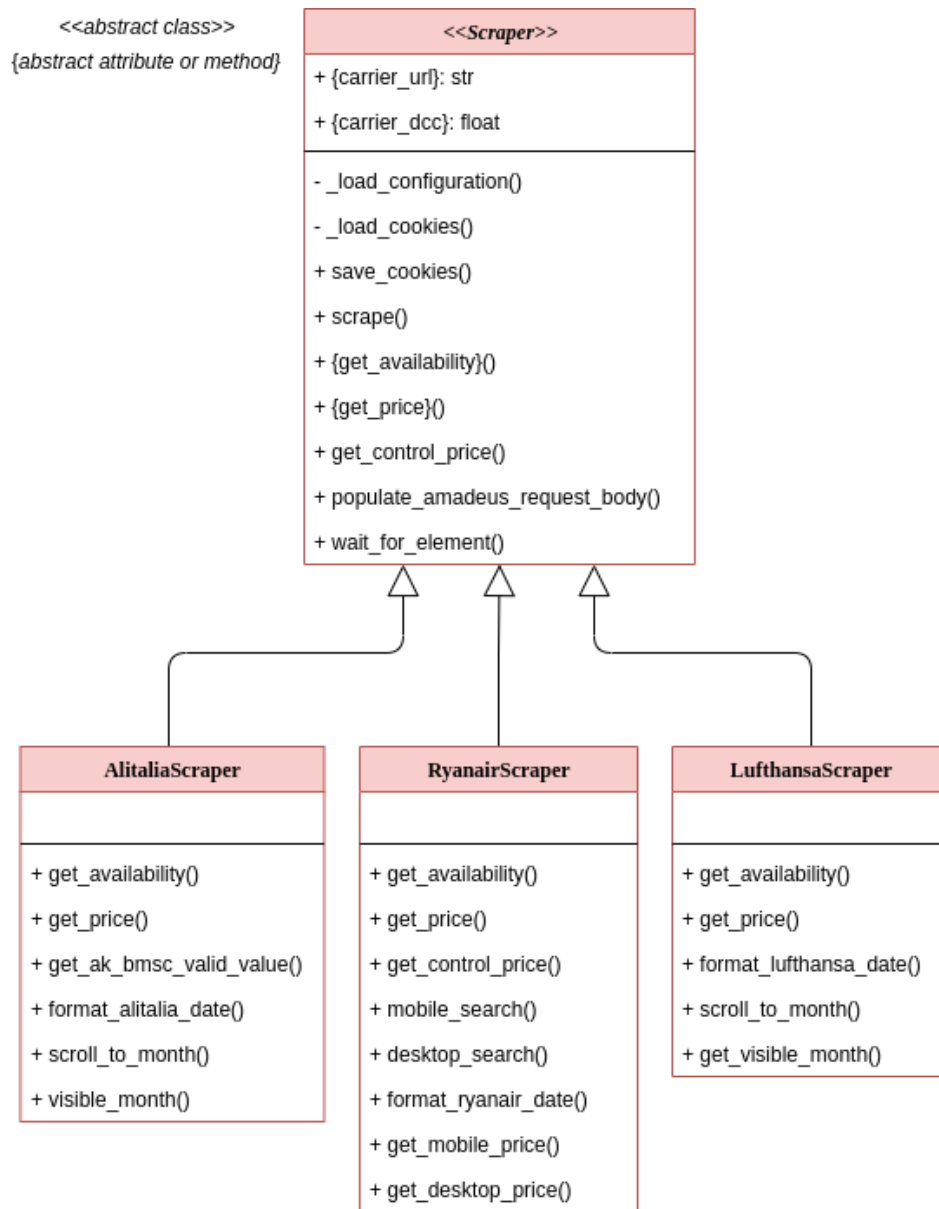 <<abstract class>>
{abstract attribute or method}
<<Scraper>>
+ {carrier_url}: str
+ {carrier_dcc}: float
- _load_configuration()
- _load_cookies()
+ save_cookies()
+ scrape()
+ {get_availability}()
+ {get_price}()
+ get_control_price()
+ populate_amadeus_request_body()
+ wait_for_element()
AlitaliaScraper
+ get_availability()
+ get_price()
+ get_ak_bmsc_valid_value()
+ format_alitalia_date()
+ scroll_to_month()
+ visible_month()
RyanairScraper
+ get_availability()
+ get_price()
+ get_control_price()
+ mobile_search()
+ desktop_search()
+ format_ryanair_date()
+ get_mobile_price()
+ get_desktop_price()
LufthansaScraper
+ get_availability()
+ get_price()
+ format_lufthansa_date()
+ scroll_to_month()
+ get_visible_month()